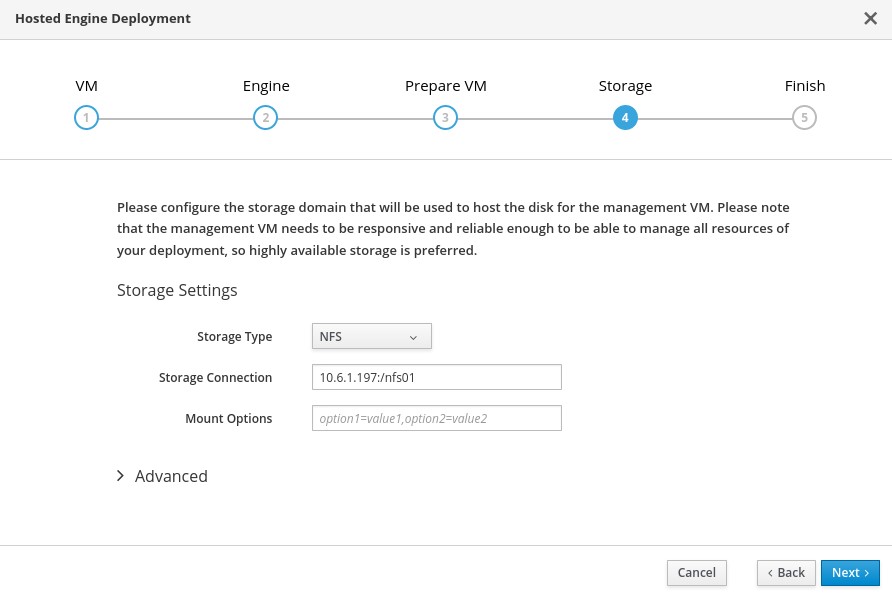 Hosted Engine Deployment
VM
Engine
Prepare VM
Storage
Finish
1
2
3
4
5
Please configure the storage domain that will be used to host the disk for the management VM. Please note
that the management VM needs to be responsive and reliable enough to be able to manage all resources of
your deployment, so highly available storage is preferred.
Storage Settings
Storage Type
NFS
Storage Connection
10.6.1.197:/nfs01
Mount Options
option1=value1,option2=value2
Advanced
Cancel
Back
Next